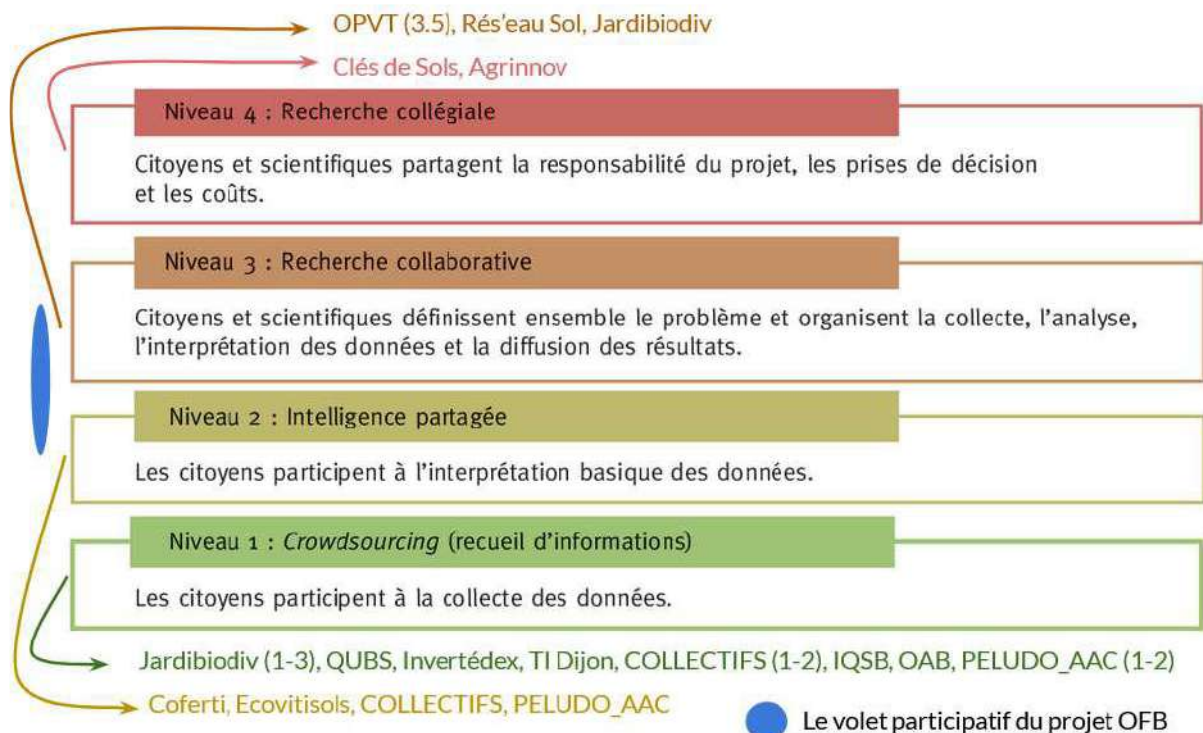 OPVT (3.5), Rés'eau Sol, Jardibiodiv
Clés de Sols, Agrinnov
Niveau 4 : Recherche collégiale
Citoyens et scientifiques partagent la responsabilité du projet, les prises de décision
et les coûts.
Niveau 3 : Recherche collaborative
Citoyens et scientifiques définissent ensemble le problème et organisent la collecte, l'analyse,
l'interprétation des données et la diffusion des résultats.
Niveau 2 : Intelligence partagée
Les citoyens participent à l'interprétation basique des données.
Niveau 1 : Crowdsourcing (recueil d'informations)
Les citoyens participent à la collecte des données.
Jardibiodiv (1-3), QUBS, Invertédex, TI Dijon, COLLECTIFS (1-2), IQSB, OAB, PELUDO_AAC (1-2)
Coferti, Ecovitisols, COLLECTIFS, PELUDO_AAC
Le volet participatif du projet OFB